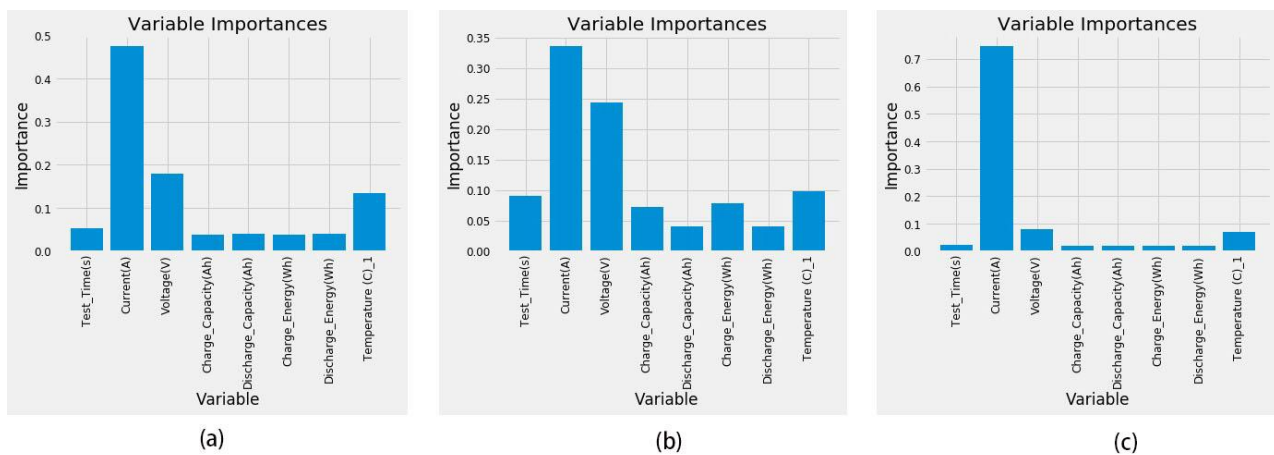 Variable Importances
0.5
0.4
0.3
0.2
0.1
0.0
Importance
Test_Time(s)
Current(A)
Voltage(V)
Charge_Capacity(Ah)
Discharge_Capacity(Ah)
Charge_Energy(Wh)
Discharge_Energy(Wh)
Temperature (C)_1
Variable
(a)
Variable Importances
0.35
0.30
0.25
0.20
0.15
0.10
0.05
0.00
Importance
Test_Time(s)
Current(A)
Voltage(V)
Charge_Capacity(Ah)
Discharge_Capacity(Ah)
Charge_Energy(Wh)
Discharge_Energy(Wh)
Temperature (C)_1
Variable
(b)
Variable Importances
0.7
0.6
0.5
0.4
0.3
0.2
0.1
0.0
Importance
Test_Time(s)
Current(A)
Voltage(V)
Charge_Capacity(Ah)
Discharge_Capacity(Ah)
Charge_Energy(Wh)
Discharge_Energy(Wh)
Temperature (C)_1
Variable
(c)